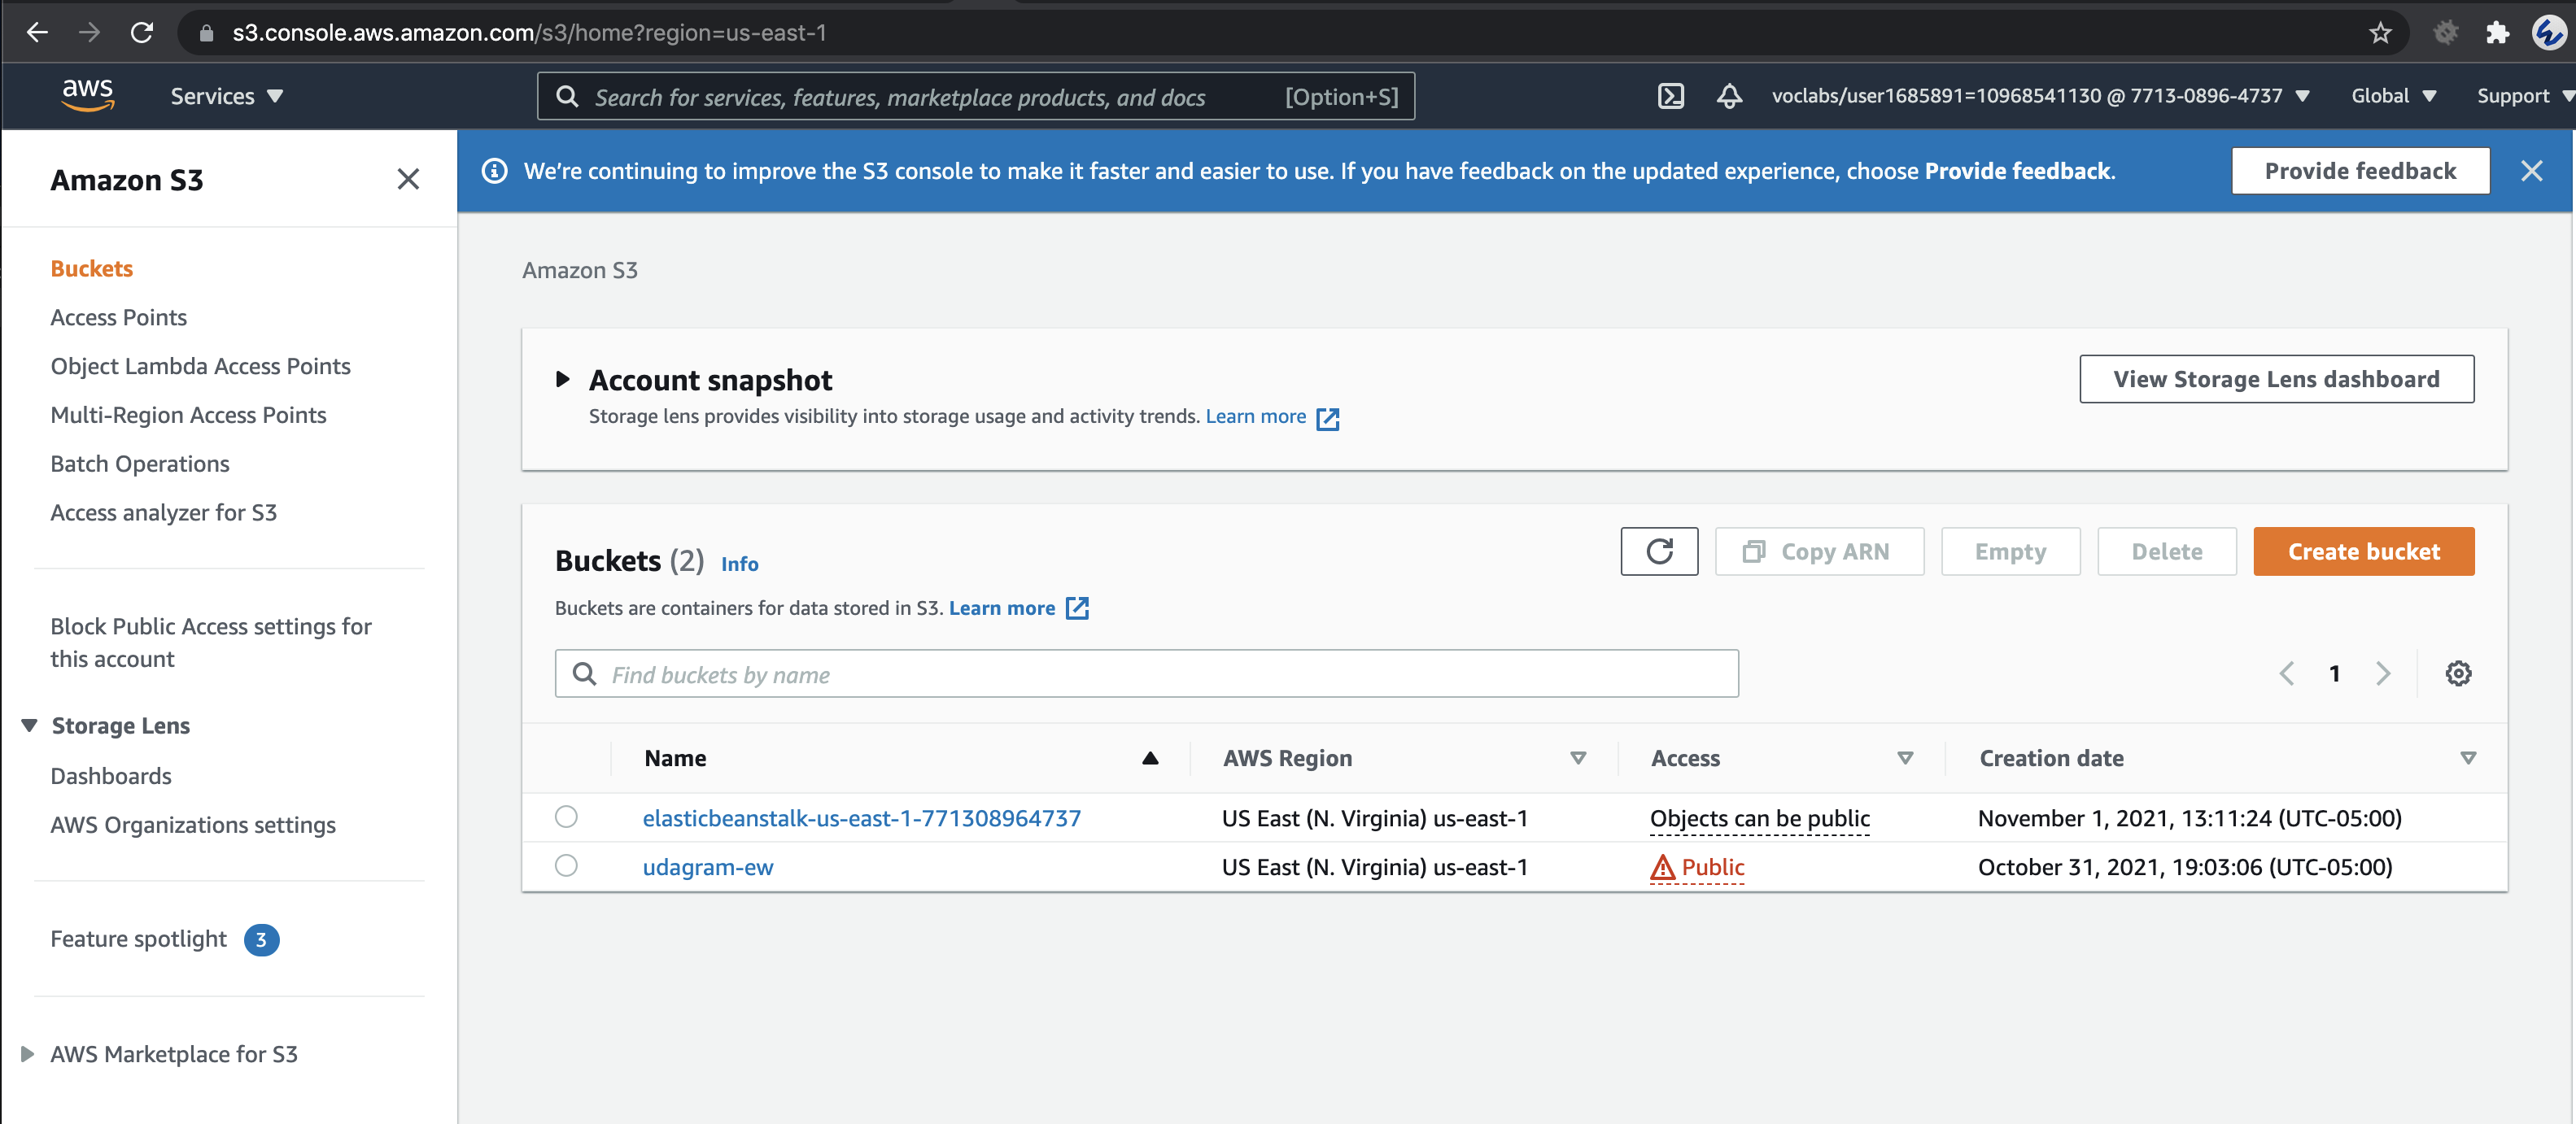 s3.console.aws.amazon.com/s3/home?region=us-east-1
aws
Services
Search for services, features, marketplace products, and docs [Option+S]
voclabs/user1685891=10968541130 @ 7713-0896-4737
Global
Support
Amazon S3
We’re continuing to improve the S3 console to make it faster and easier to use. If you have feedback on the updated experience, choose Provide feedback.
Provide feedback
Buckets
Access Points
Object Lambda Access Points
Multi-Region Access Points
Batch Operations
Access analyzer for S3
Block Public Access settings for
this account
Storage Lens
Dashboards
AWS Organizations settings
Feature spotlight 3
AWS Marketplace for S3
Amazon S3
Account snapshot
Storage lens provides visibility into storage usage and activity trends. Learn more
View Storage Lens dashboard
Buckets (2) Info
Buckets are containers for data stored in S3. Learn more
Copy ARN
Empty
Delete
Create bucket
Find buckets by name
1
Name AWS Region Access Creation date
elasticbeanstalk-us-east-1-771308964737 US East (N. Virginia) us-east-1 Objects can be public November 1, 2021, 13:11:24 (UTC-05:00)
udagram-ew US East (N. Virginia) us-east-1 Public October 31, 2021, 19:03:06 (UTC-05:00)